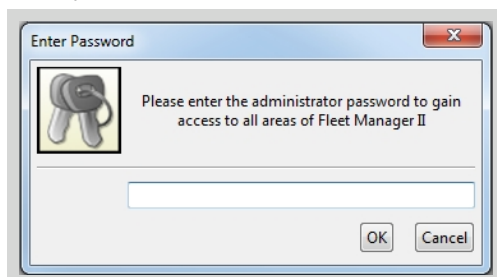 Enter Password
Please enter the administrator password to gain
access to all areas of Fleet Manager II
OK Cancel